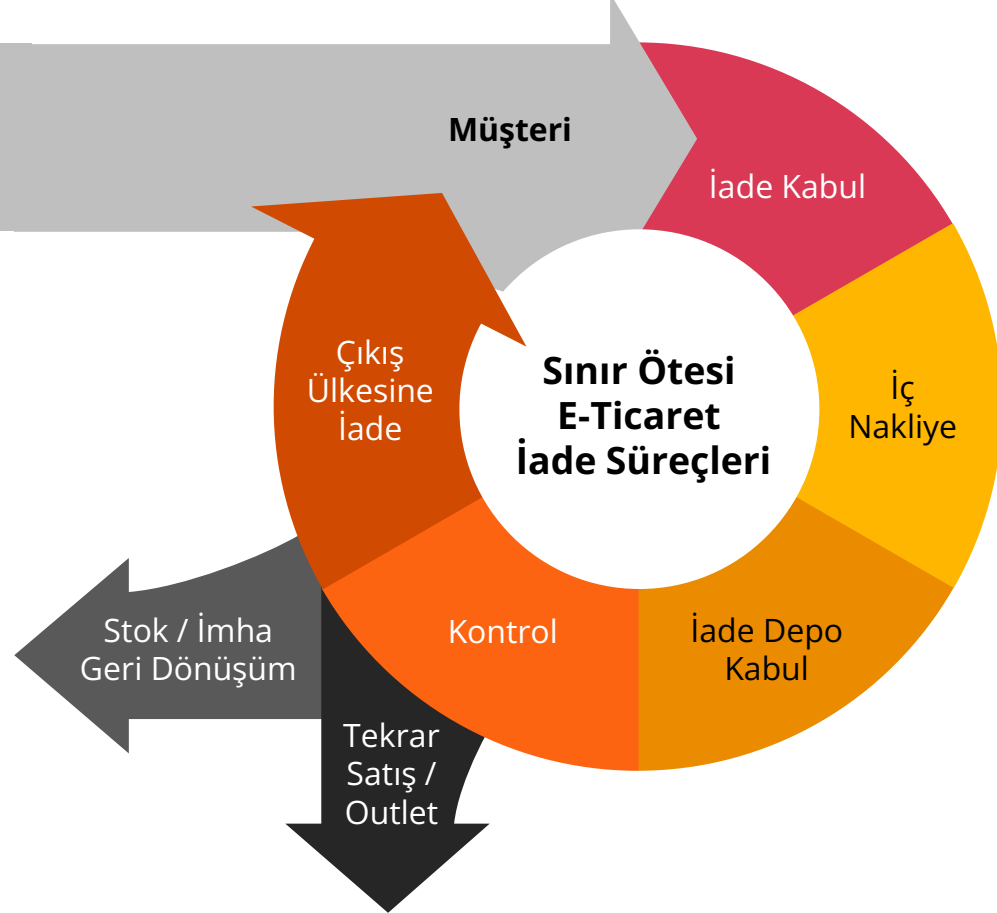 Müşteri
İade Kabul
İç
Nakliye
İade Depo
Kabul
Kontrol
Çıkış
Ülkesine
İade
Sınır Ötesi
E-Ticaret
İade Süreçleri
Stok / İmha
Geri Dönüşüm
Tekrar
Satış /
Outlet